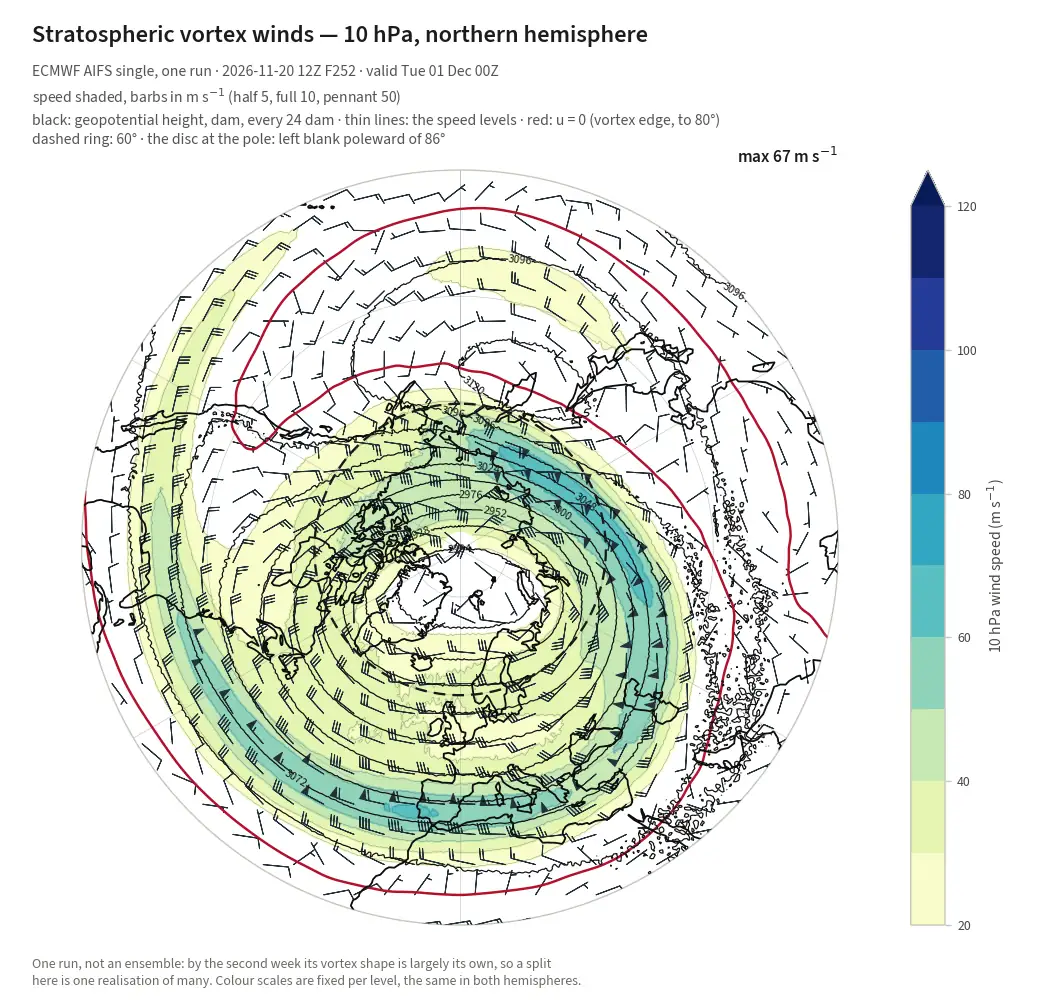 Stratospheric vortex winds — 10 hPa, northern hemisphere
ECMWF AIFS single, one run · 2026-11-20 12Z F252 · valid Tue 01 Dec 00Z
speed shaded, barbs in m s⁻¹ (half 5, full 10, pennant 50)
black: geopotential height, dam, every 24 dam · thin lines: the speed levels · red: u = 0 (vortex edge, to 80°)
dashed ring: 60° · the disc at the pole: left blank poleward of 86°
max 67 m s⁻¹
3096
3096
3120
3096
2976
2952
3000
3048
3072
120
100
80
60
40
20
10 hPa wind speed (m s⁻¹)
One run, not an ensemble: by the second week its vortex shape is largely its own, so a split
here is one realisation of many. Colour scales are fixed per level, the same in both hemispheres.